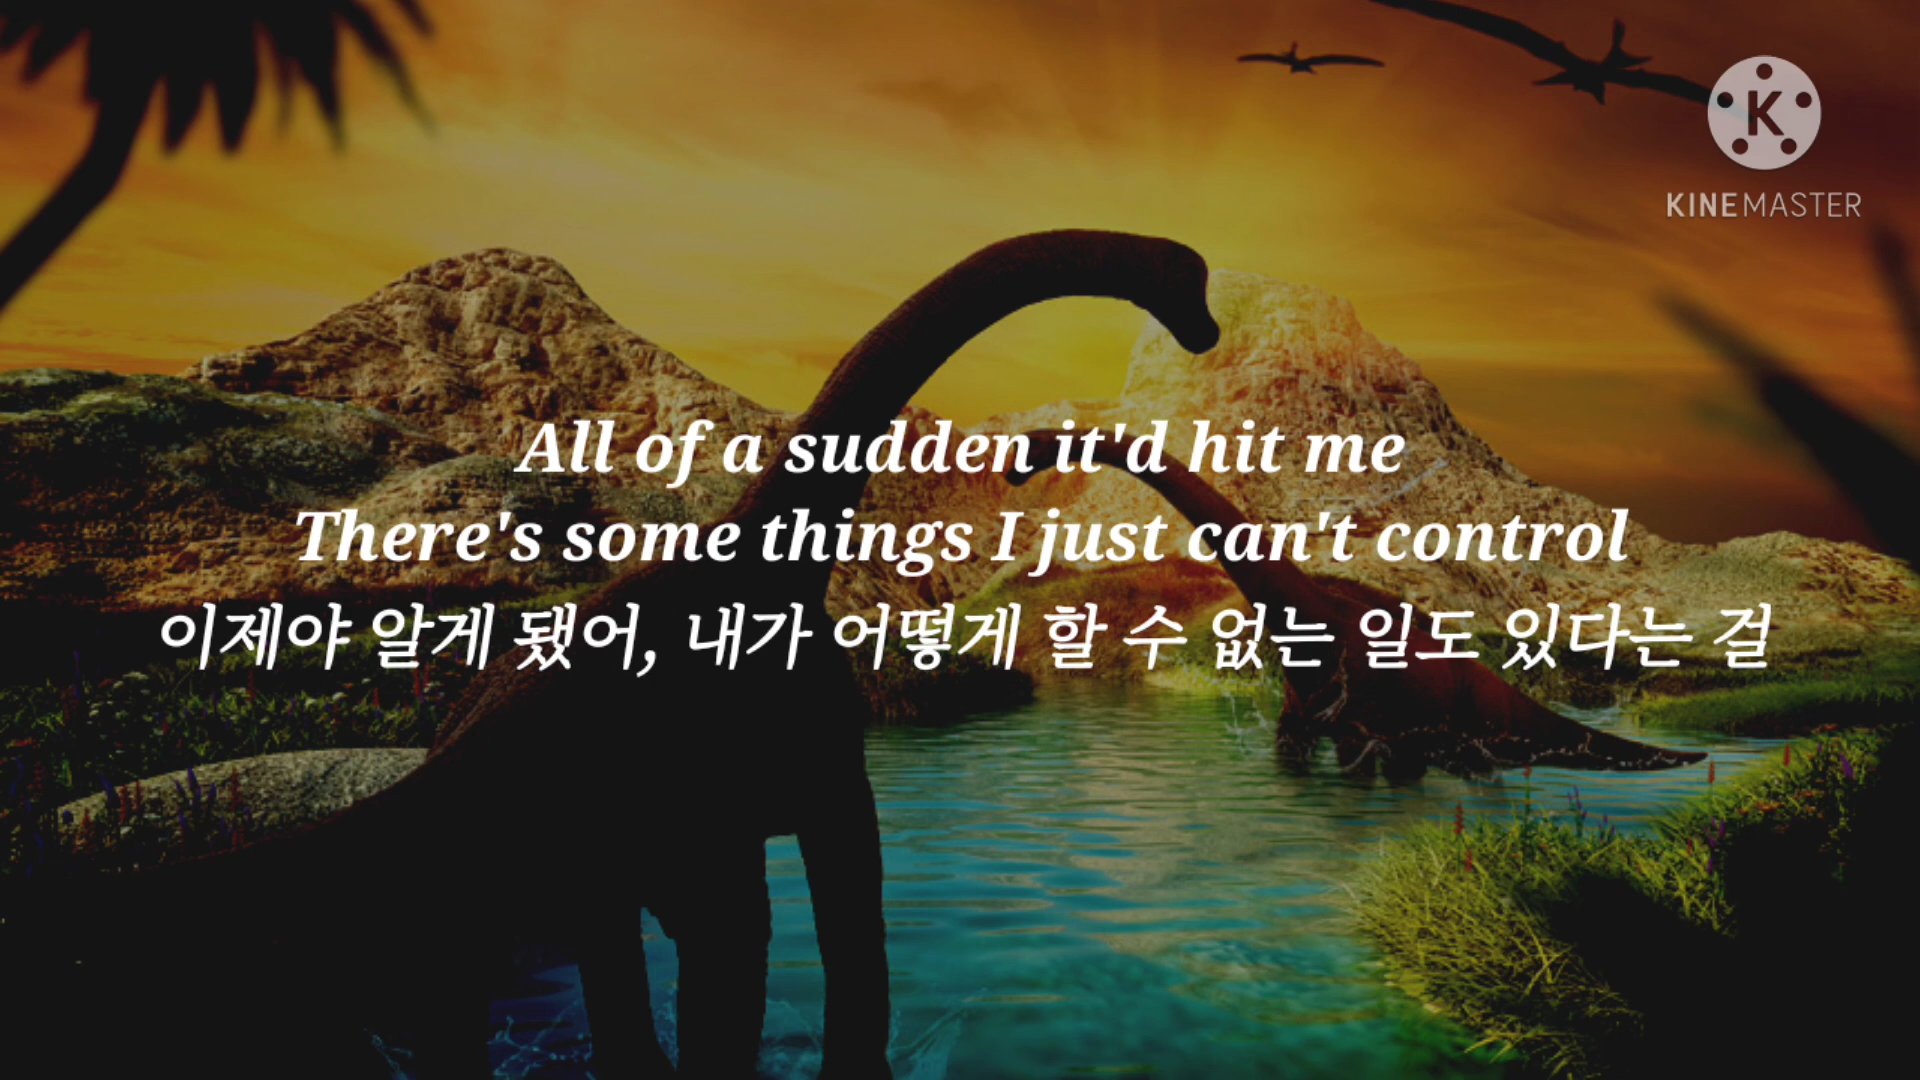 K
KINEMASTER
All of a sudden it'd hit me
There's some things I just can't control
이제야 알게 됐어, 내가 어떻게 할 수 없는 일도 있다는 걸